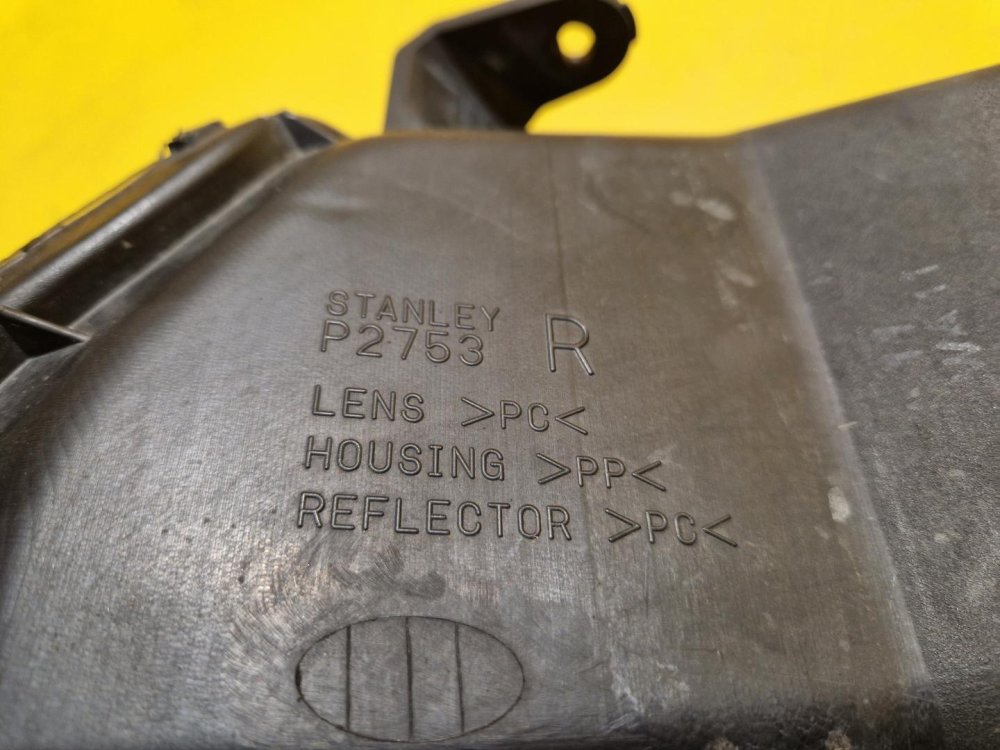 STANLEY
P2753 R
LENS >PC<
HOUSING >PP<
REFLECTOR >PC<